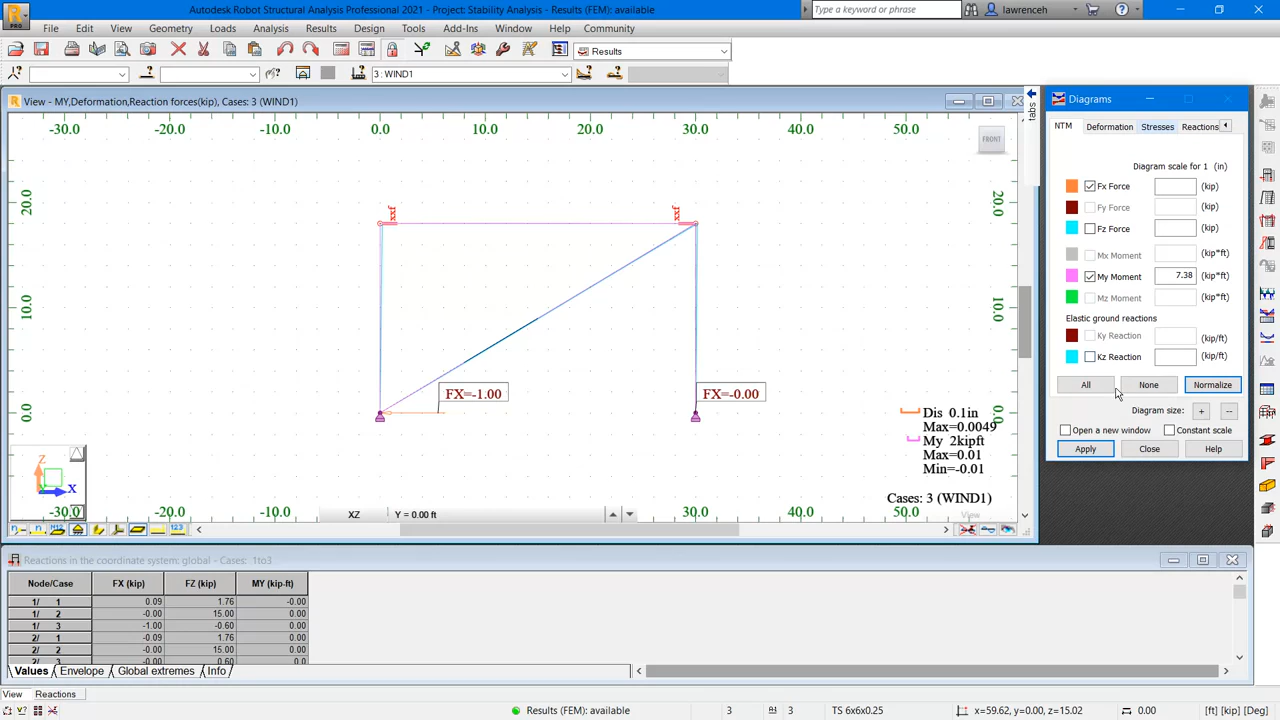 Autodesk Robot Structural Analysis Professional 2021 - Project: Stability Analysis - Results (FEM): available
Type a keyword or phrase
lawrenceh
PRO
File Edit View Geometry Loads Analysis Results Design Tools Add-Ins Window Help Community
Results
3 : WIND1
View - MY,Deformation,Reaction forces(kip), Cases: 3 (WIND1)
tabs
-30.0 -20.0 -10.0 0.0 10.0 20.0 30.0 40.0 50.0
FRONT
20.0
20.0
xxf
xxf
10.0
10.0
FX=-1.00
FX=-0.00
0.0
0.0
Dis 0.1in
Max=0.0049
My 2kipft
Max=0.01
Min=-0.01
Cases: 3 (WIND1)
Z
X
-30.0 -20.0 -10.0
XZ
Y = 0.00 ft
30.0 40.0 50.0
View
Diagrams
NTM Deformation Stresses Reactions
Diagram scale for 1 (in)
Fx Force (kip)
Fy Force (kip)
Fz Force (kip)
Mx Moment (kip*ft)
My Moment 7.38 (kip*ft)
Mz Moment (kip*ft)
Elastic ground reactions
Ky Reaction (kip/ft)
Kz Reaction (kip/ft)
All None Normalize
Diagram size: + --
Open a new window Constant scale
Apply Close Help
Reactions in the coordinate system: global - Cases: 1to3
Node/Case FX (kip) FZ (kip) MY (kip-ft)
1/ 1 0.09 1.76 -0.00
1/ 2 -0.00 15.00 0.00
1/ 3 -1.00 -0.60 0.00
2/ 1 -0.09 1.76 0.00
2/ 2 -0.00 15.00 0.00
2/ 3 -0.00 0.60 0.0
Values Envelope Global extremes Info
View Reactions
Results (FEM): available
3
3
TS 6x6x0.25
x=59.62, y=0.00, z=15.02
0.00
[ft] [kip] [Deg]